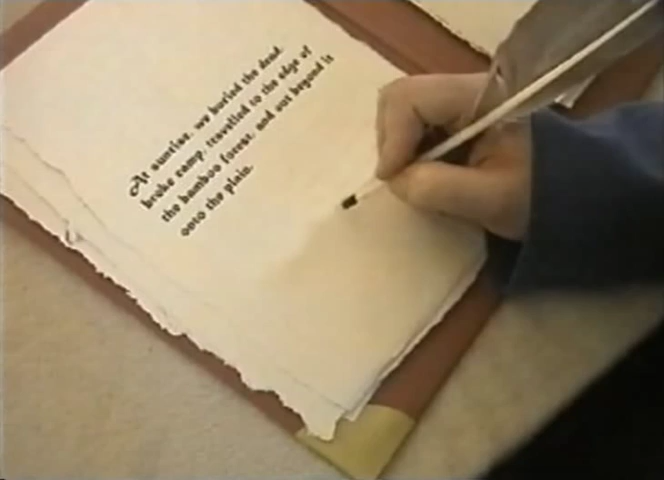 At sunrise, we buried the dead,
broke camp, travelled to the edge of
the bamboo forest, and out beyond it
onto the plain.